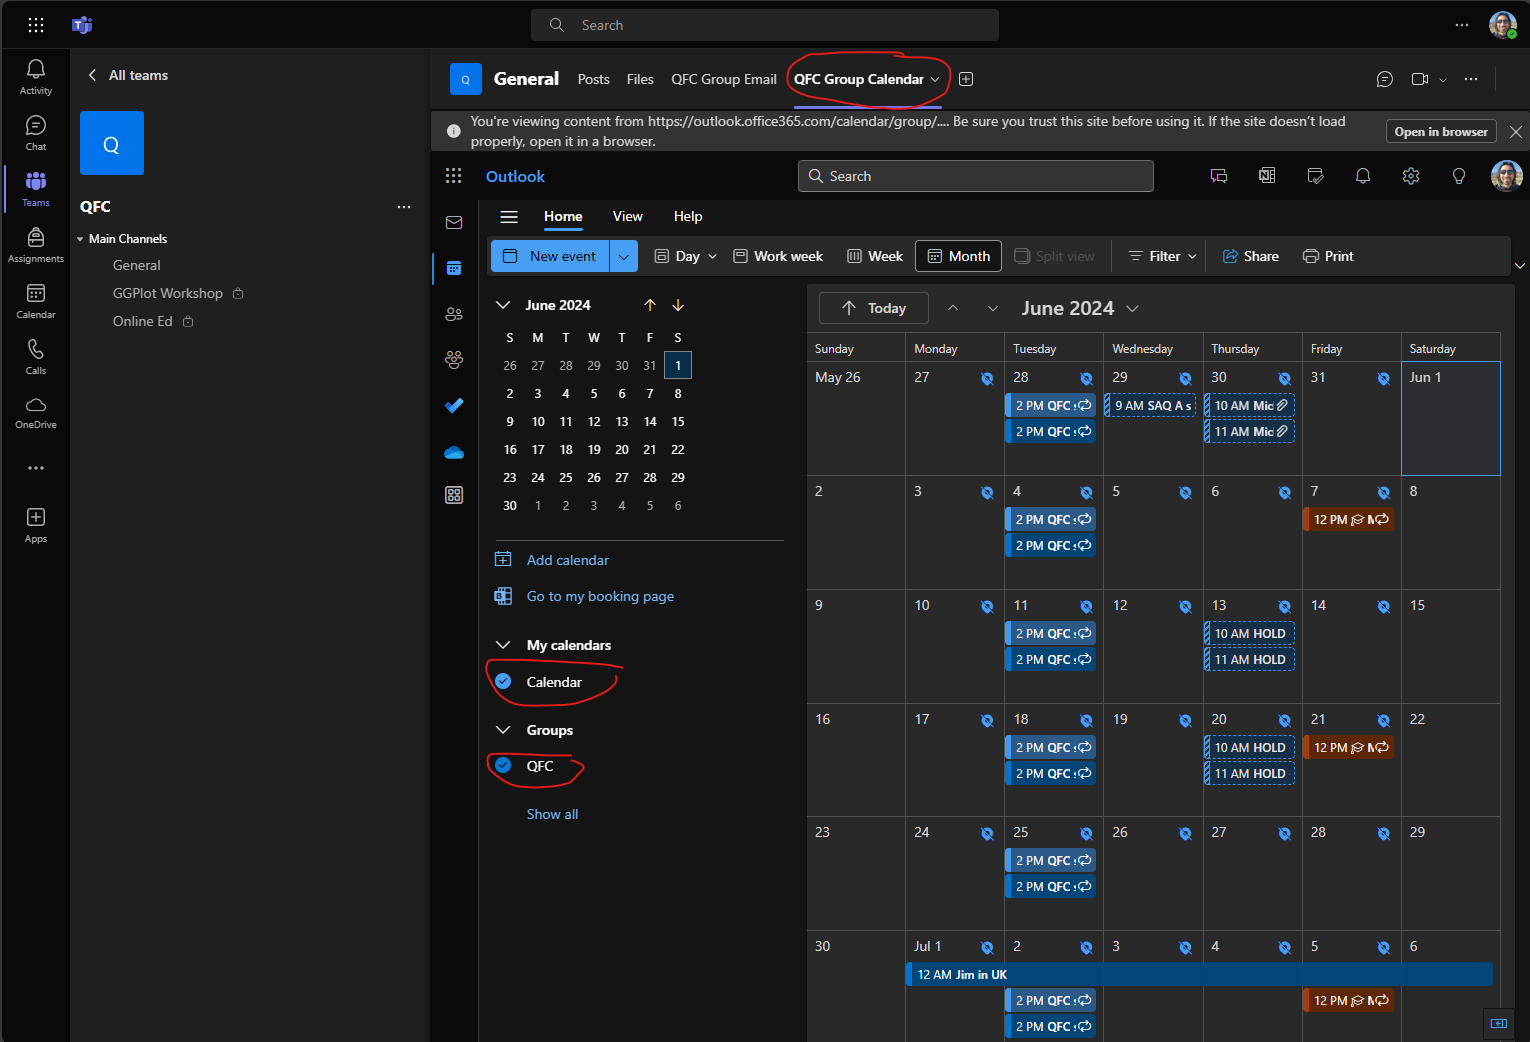 Search
Activity
Chat
Teams
Assignments
Calendar
Calls
OneDrive
Apps
All teams
Q
QFC
Main Channels
General
GGPlot Workshop
Online Ed
Q General Posts Files QFC Group Email QFC Group Calendar
You're viewing content from https://outlook.office365.com/calendar/group/.... Be sure you trust this site before using it. If the site doesn't load
properly, open it in a browser.
Open in browser
Outlook Search
Home View Help
New event Day Work week Week Month Split view Filter Share Print
June 2024
S M T W T F S
26 27 28 29 30 31 1
2 3 4 5 6 7 8
9 10 11 12 13 14 15
16 17 18 19 20 21 22
23 24 25 26 27 28 29
30 1 2 3 4 5 6
Add calendar
Go to my booking page
My calendars
Calendar
Groups
QFC
Show all
Today June 2024
Sunday Monday Tuesday Wednesday Thursday Friday Saturday
May 26 27 28 29 30 31 Jun 1
2 PM QFC s 9 AM SAQ A s 10 AM Mic
2 PM QFC s 11 AM Mic
2 3 4 5 6 7 8
2 PM QFC s 12 PM
2 PM QFC s
9 10 11 12 13 14 15
2 PM QFC s 10 AM HOLD
2 PM QFC s 11 AM HOLD
16 17 18 19 20 21 22
2 PM QFC s 10 AM HOLD 12 PM
2 PM QFC s 11 AM HOLD
23 24 25 26 27 28 29
2 PM QFC s
2 PM QFC s
30 Jul 1 2 3 4 5 6
12 AM Jim in UK
2 PM QFC s 12 PM
2 PM QFC s